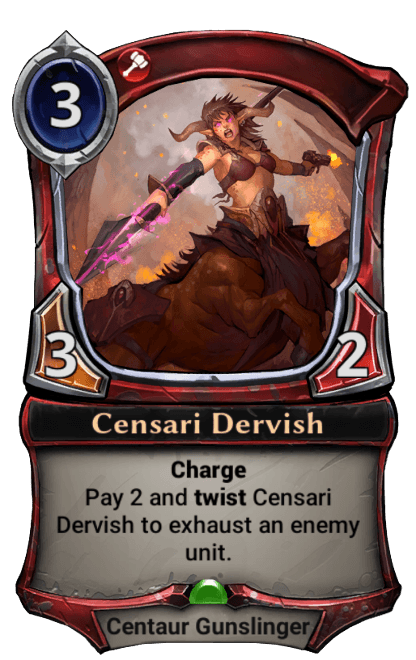 3
3
2
Censari Dervish
Charge
Pay 2 and twist Censari
Dervish to exhaust an enemy
unit.
Centaur Gunslinger